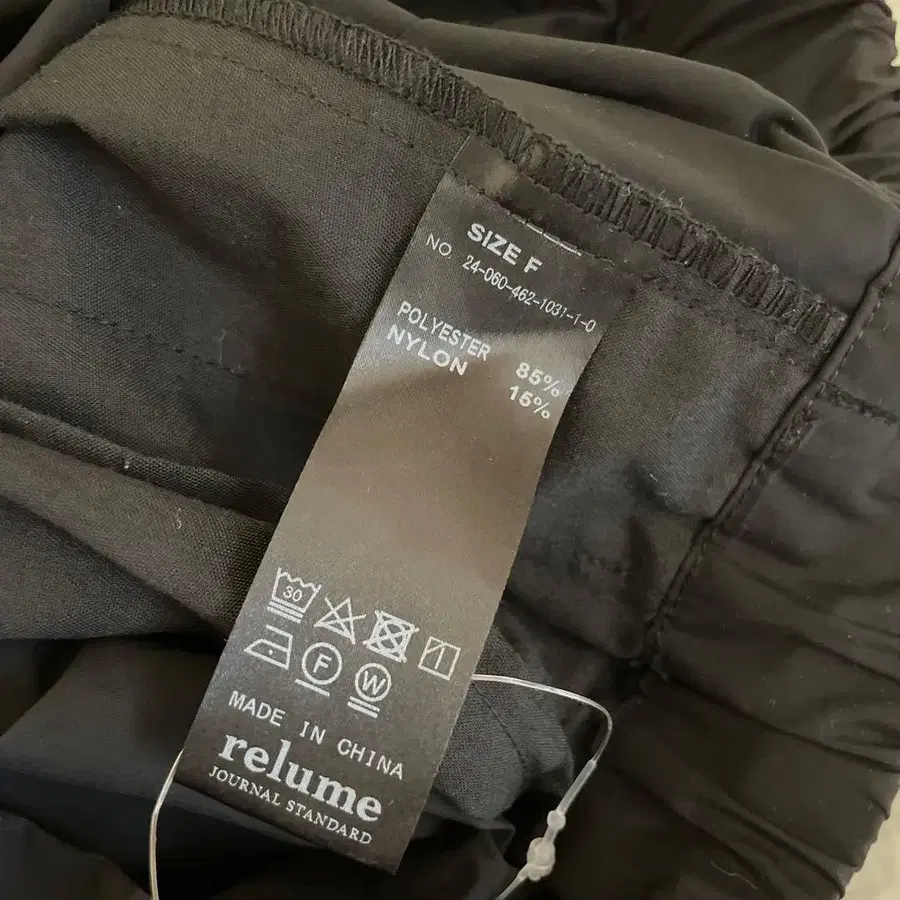 SIZE F
NO. 24-060-462-1031-1-0
POLYESTER 85%
NYLON 15%
30
F
W
MADE IN CHINA
relume
JOURNAL STANDARD